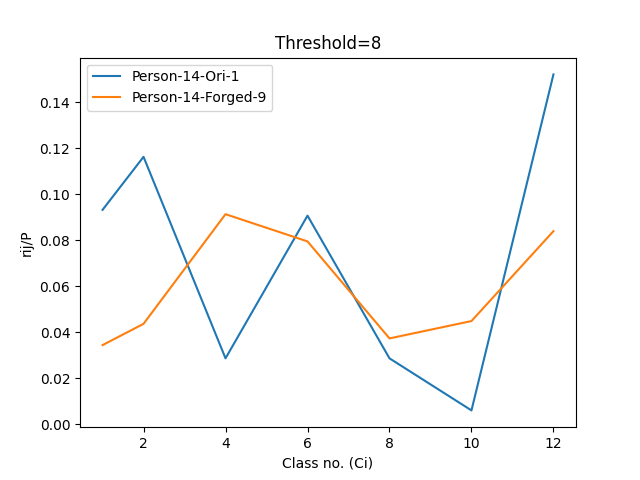 Threshold=8
Person-14-Ori-1
Person-14-Forged-9
rij/P
0.14
0.12
0.10
0.08
0.06
0.04
0.02
0.00
2 4 6 8 10 12
Class no. (Ci)